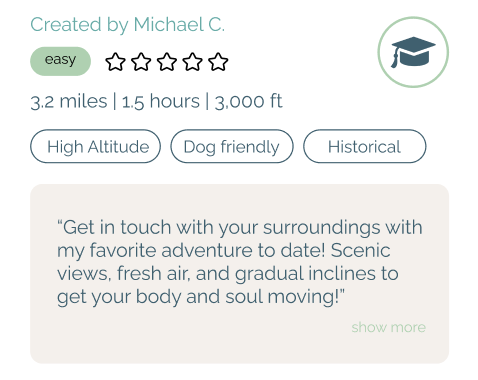 Created by Michael C.
easy
3.2 miles | 1.5 hours | 3,000 ft
High Altitude Dog friendly Historical
“Get in touch with your surroundings with
my favorite adventure to date! Scenic
views, fresh air, and gradual inclines to
get your body and soul moving!”
show more